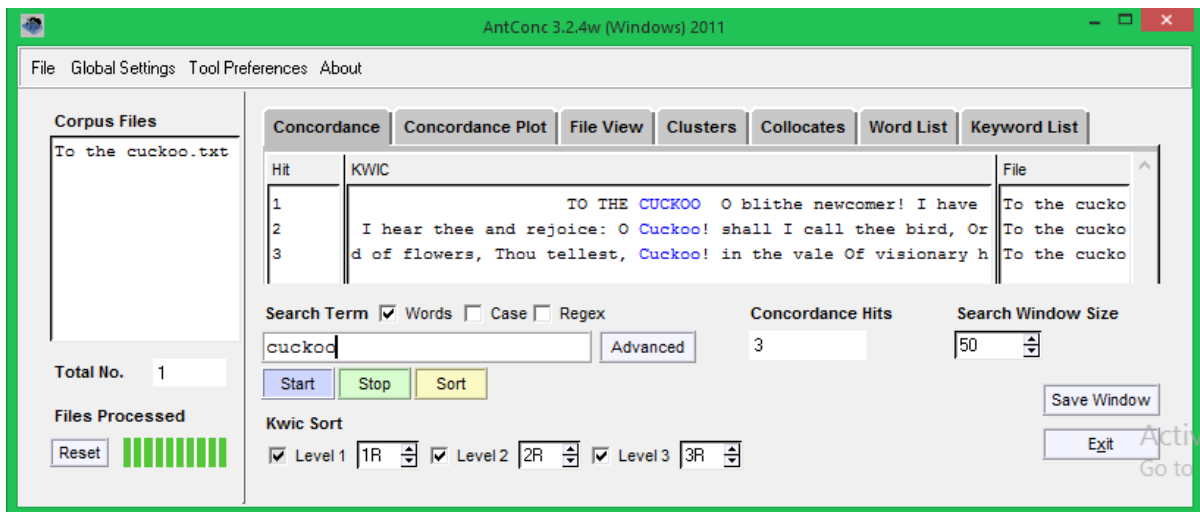 AntConc 3.2.4w (Windows) 2011
File Global Settings Tool Preferences About
Corpus Files
To the cuckoo.txt
Total No. 1
Files Processed
Reset
Concordance Concordance Plot File View Clusters Collocates Word List Keyword List
Hit KWIC File
1 TO THE CUCKOO O blithe newcomer! I have To the cucko
2 I hear thee and rejoice: O Cuckoo! shall I call thee bird, Or To the cucko
3 d of flowers, Thou tellest, Cuckoo! in the vale Of visionary h To the cucko
Search Term Words Case Regex Concordance Hits Search Window Size
cuckoo Advanced 3 50
Start Stop Sort
Save Window
Kwic Sort
Level 1 1R Level 2 2R Level 3 3R
Exit
Activ
Go to